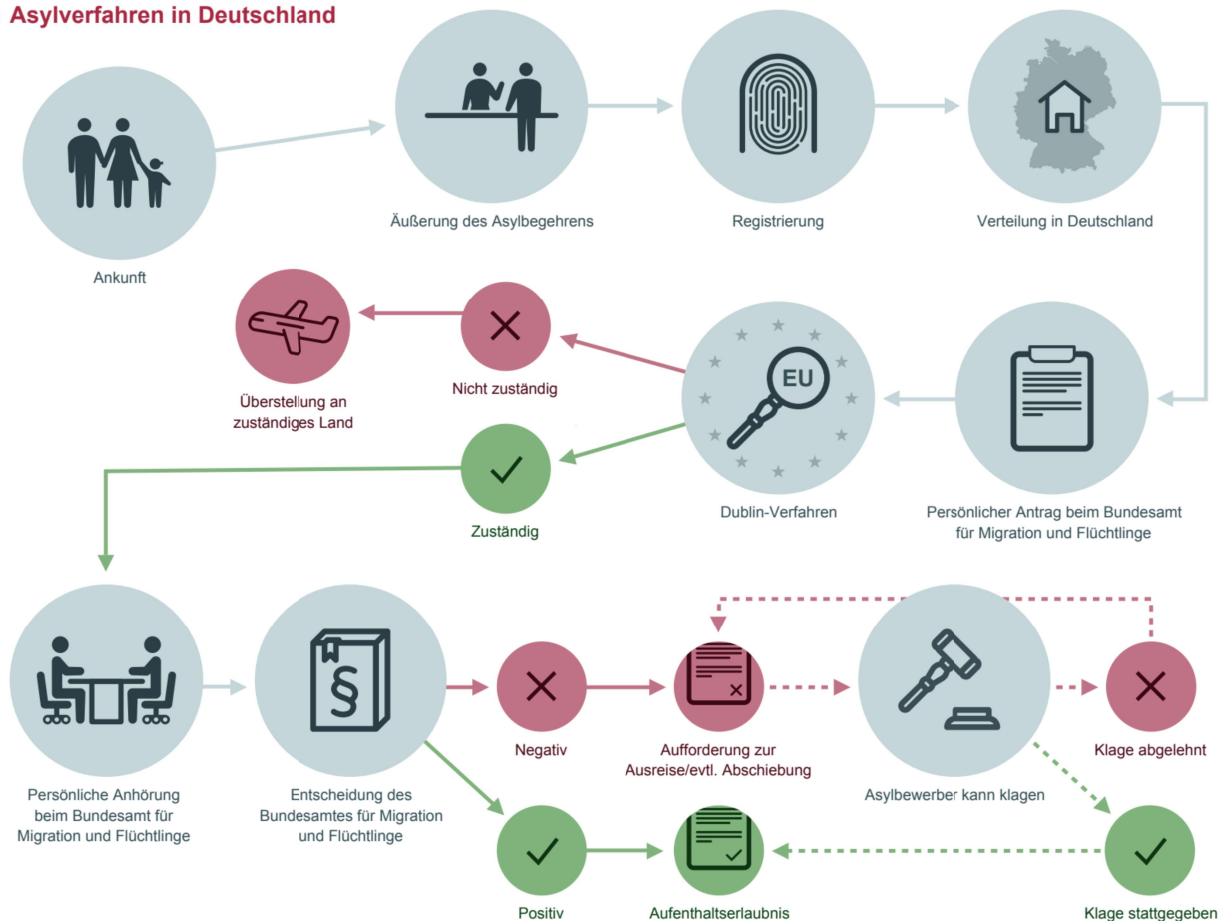 Asylverfahren in Deutschland
Ankunft
Äußerung des Asylbegehrens
Registrierung
Verteilung in Deutschland
Persönlicher Antrag beim Bundesamt
für Migration und Flüchtlinge
EU
Dublin-Verfahren
Nicht zuständig
Überstellung an
zuständiges Land
Zuständig
Persönliche Anhörung
beim Bundesamt für
Migration und Flüchtlinge
§
Entscheidung des
Bundesamtes für Migration
und Flüchtlinge
Negativ
Aufforderung zur
Ausreise/evtl. Abschiebung
Asylbewerber kann klagen
Klage abgelehnt
Positiv
Aufenthaltserlaubnis
Klage stattgegeben